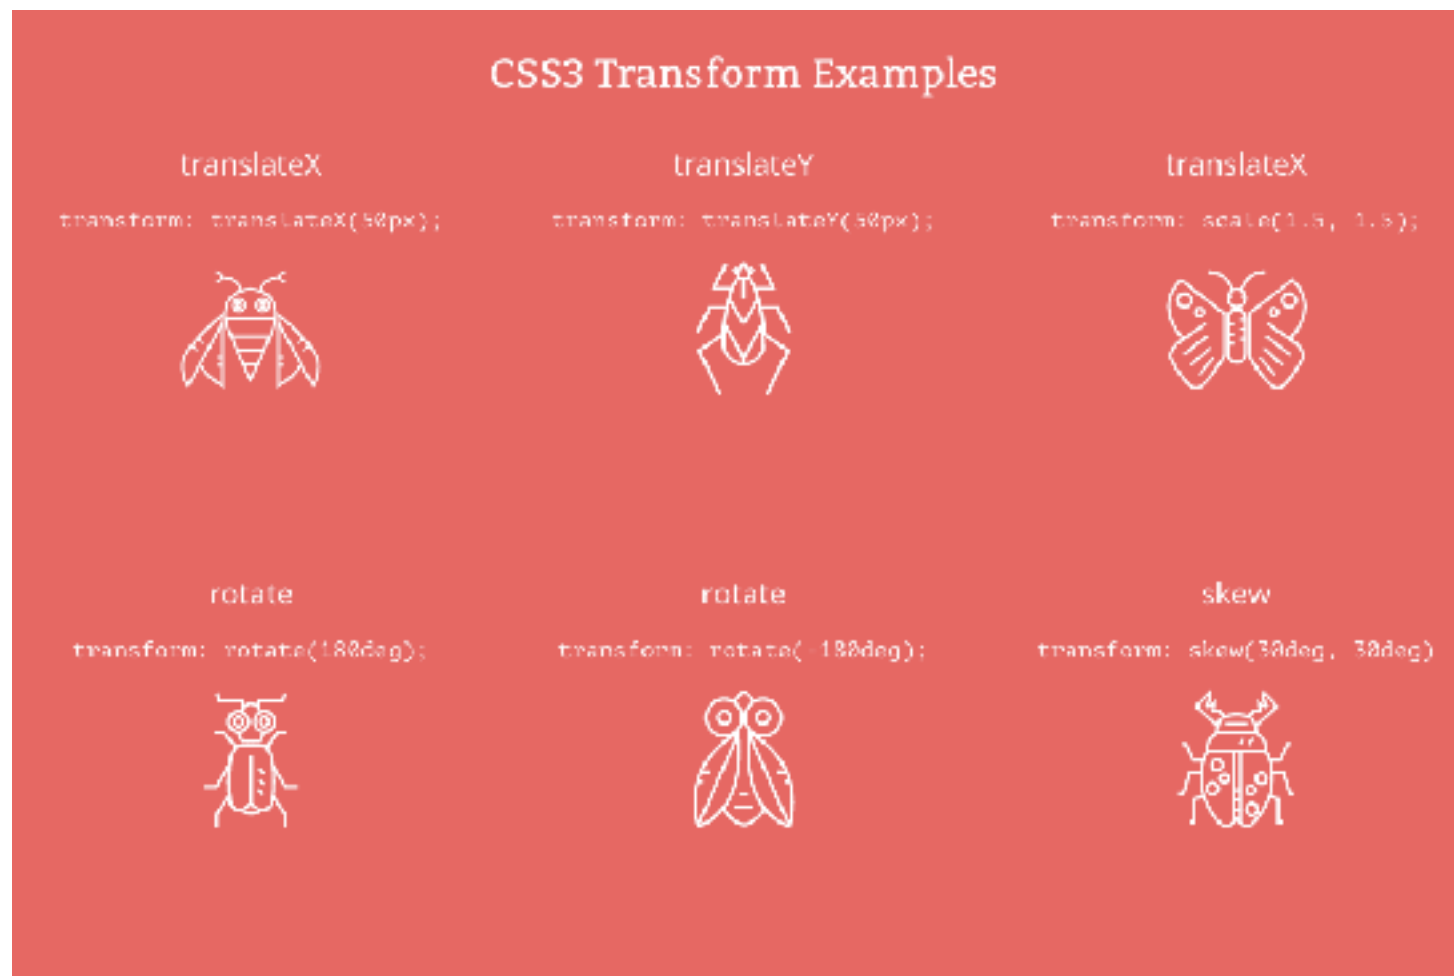 CSS3 Transform Examples
translateX
transform: translateX(50px);
translateY
transform: translateY(50px);
translateX
transform: scale(1.5, 1.5);
rotate
transform: rotate(180deg);
rotate
transform: rotate(-180deg);
skew
transform: skew(30deg, 30deg)